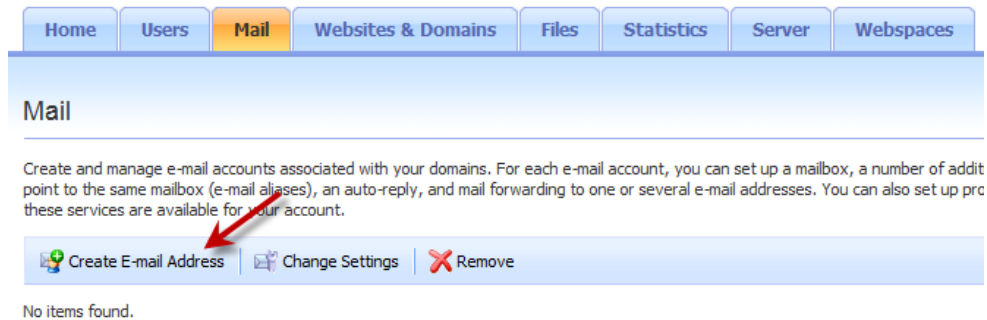 Home Users Mail Websites & Domains Files Statistics Server Webspaces
Mail
Create and manage e-mail accounts associated with your domains. For each e-mail account, you can set up a mailbox, a number of addit
point to the same mailbox (e-mail aliases), an auto-reply, and mail forwarding to one or several e-mail addresses. You can also set up pro
these services are available for your account.
Create E-mail Address Change Settings Remove
No items found.